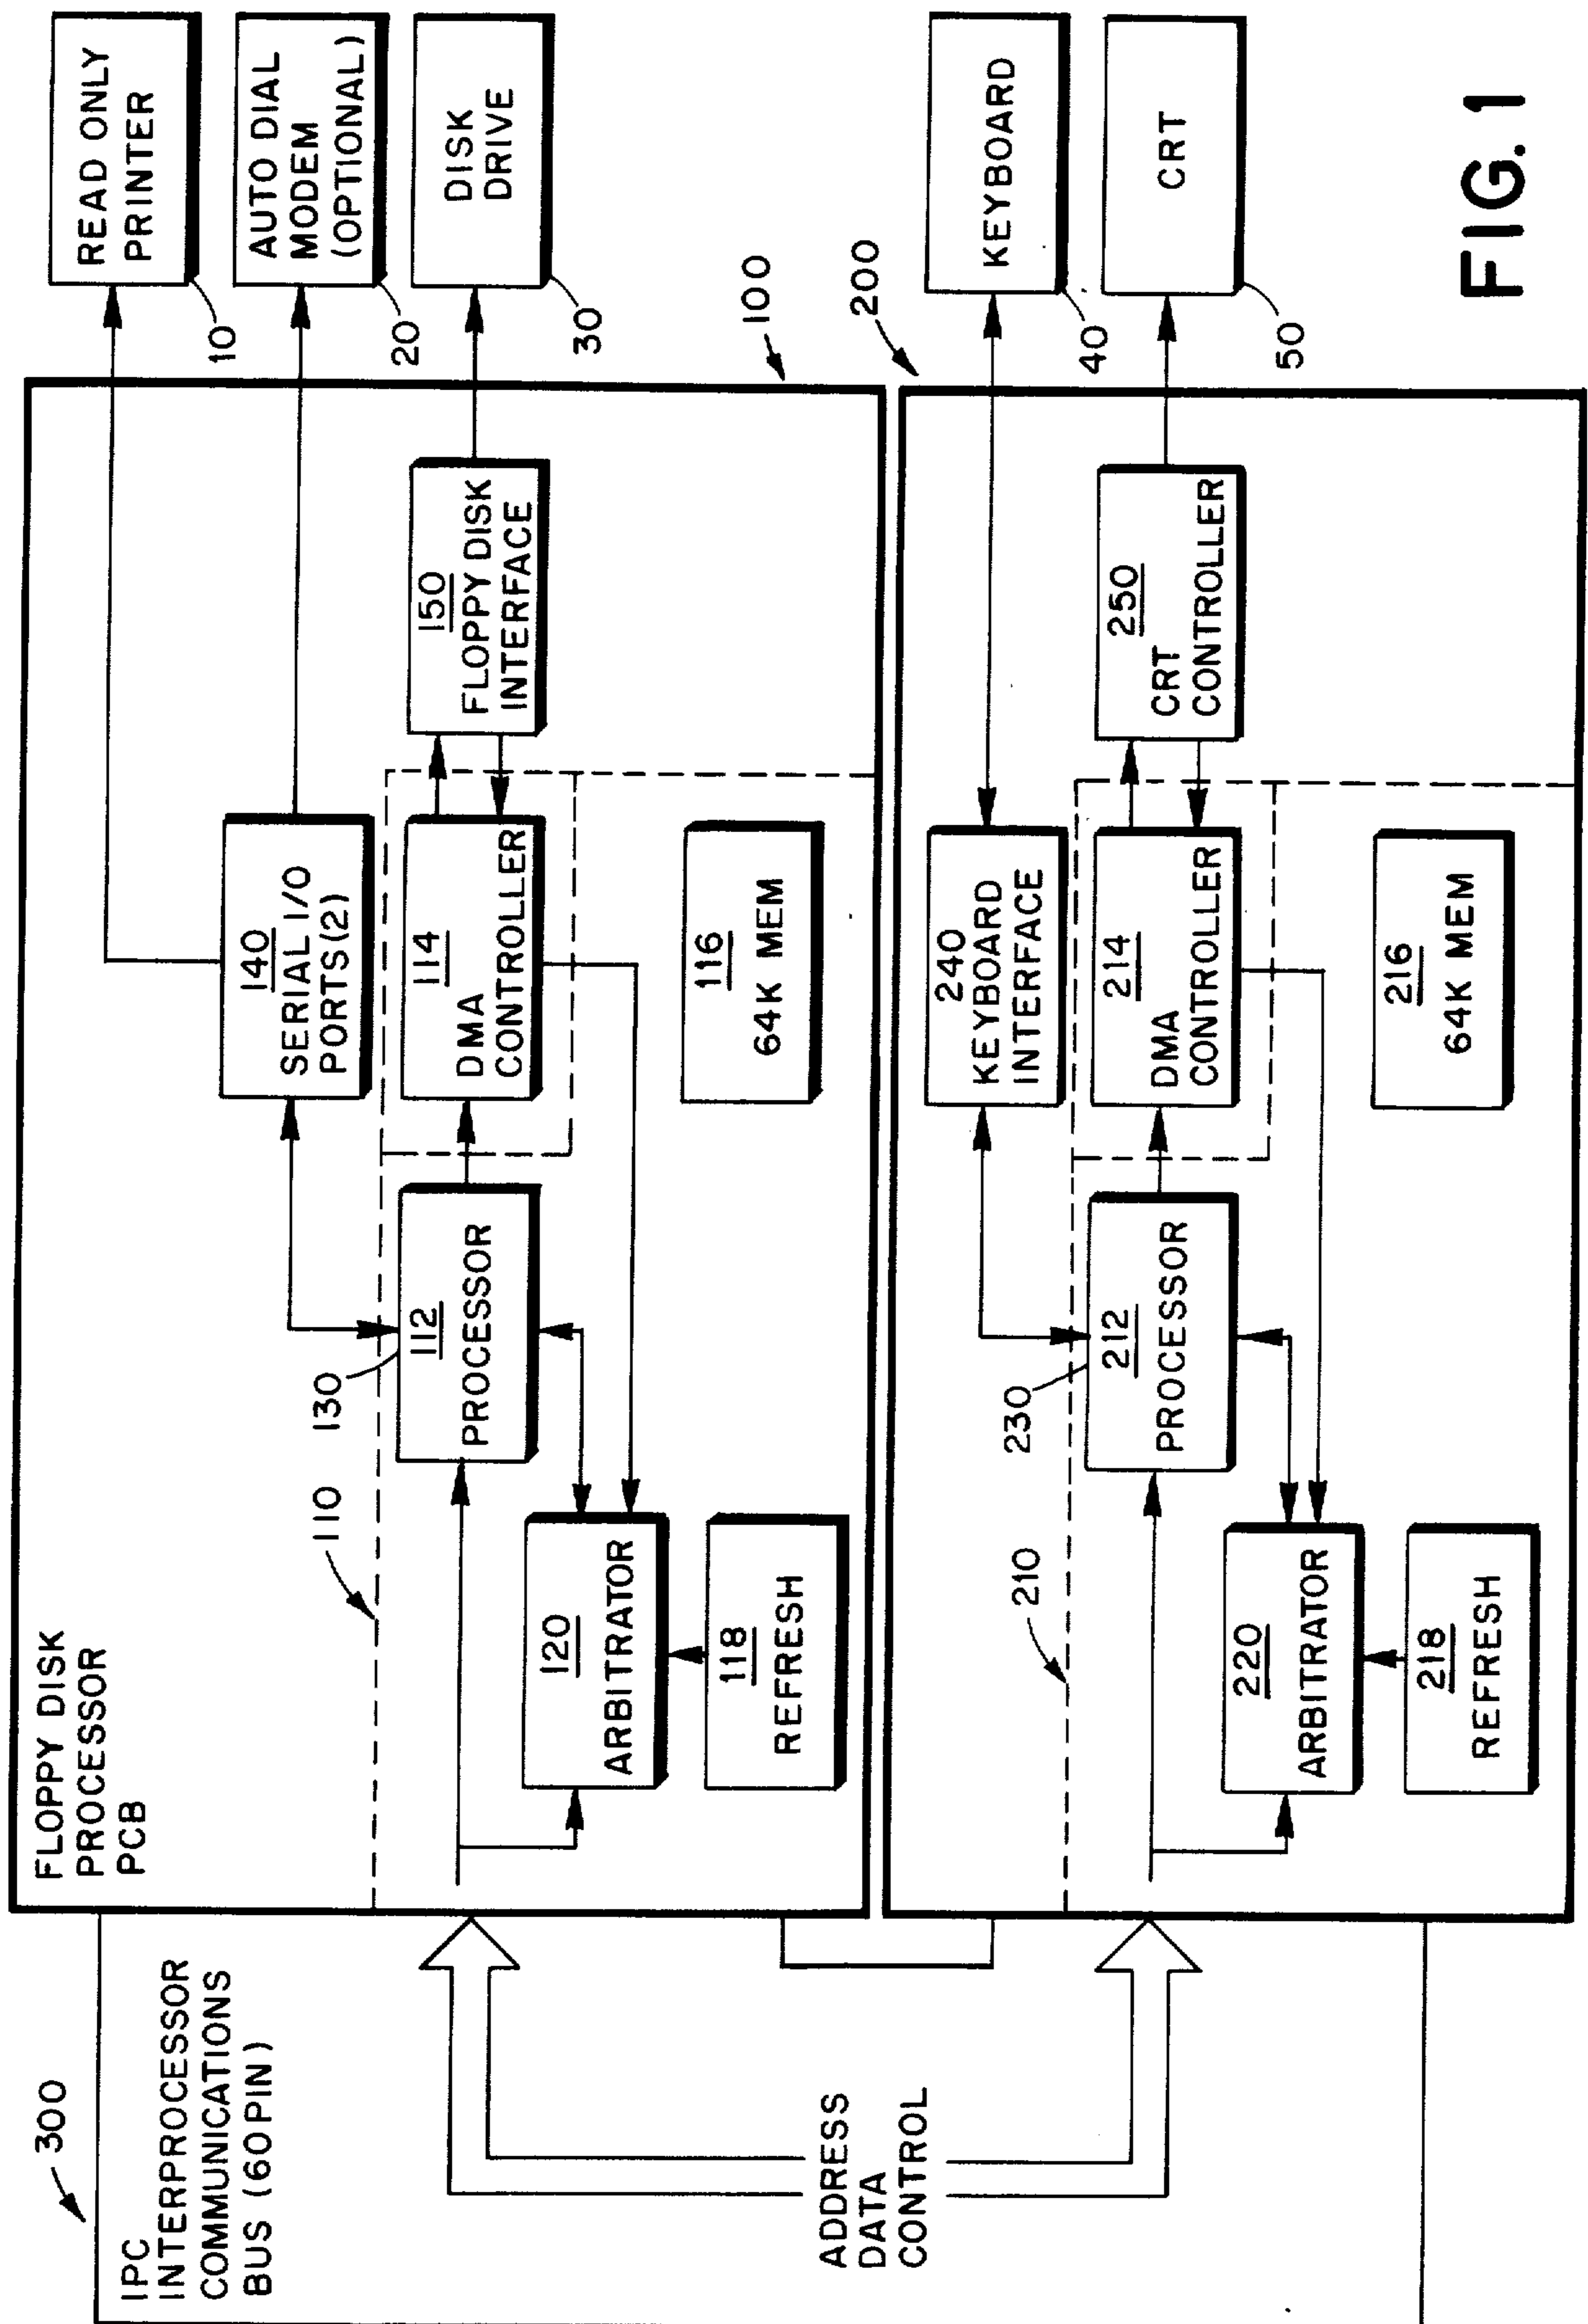 300
IPC
INTERPROCESSOR
COMMUNICATIONS
BUS (60PIN)
ADDRESS
DATA
CONTROL
FLOPPY DISK
PROCESSOR
PCB
110
130
112
PROCESSOR
120
ARBITRATOR
118
REFRESH
140
SERIAL I/O
PORTS(2)
114
DMA
CONTROLLER
116
64K MEM
150
FLOPPY DISK
INTERFACE
100
READ ONLY
PRINTER
10
AUTO DIAL
MODEM
(OPTIONAL)
20
DISK
DRIVE
30
200
210
230
212
PROCESSOR
220
ARBITRATOR
218
REFRESH
240
KEYBOARD
INTERFACE
214
DMA
CONTROLLER
216
64K MEM
250
CRT
CONTROLLER
KEYBOARD
40
CRT
50
FIG. 1